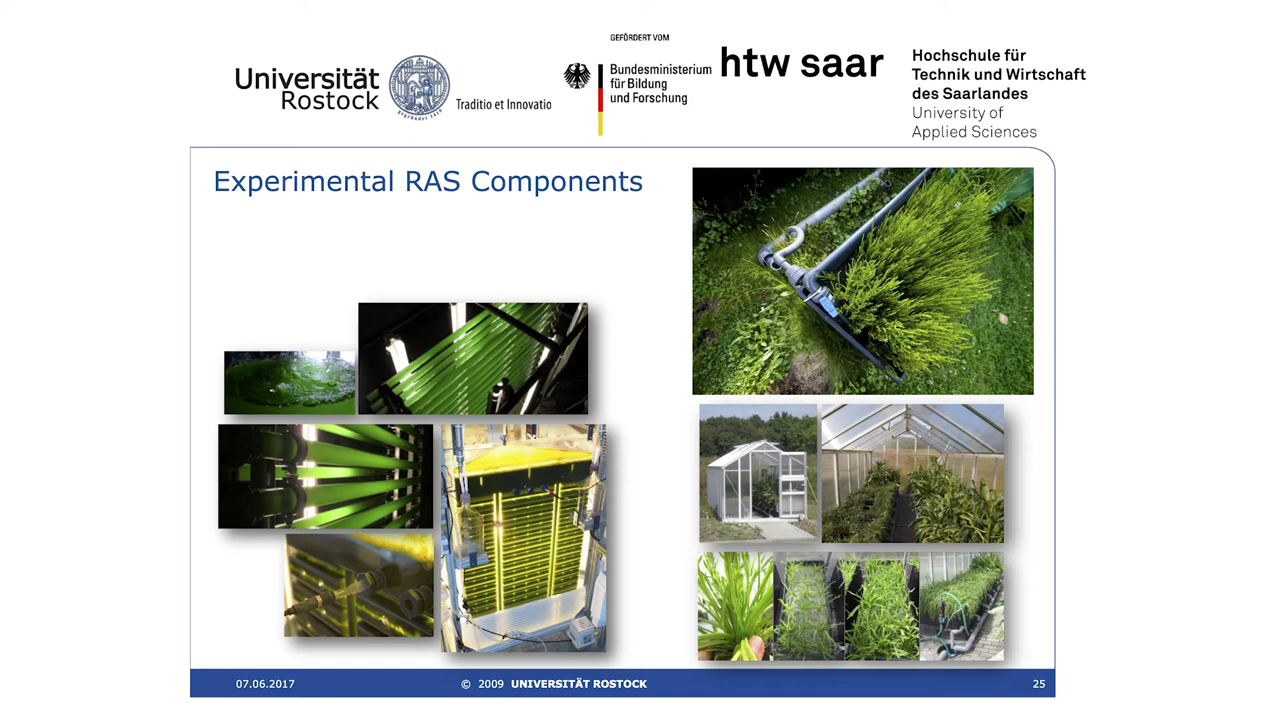 Universität
Rostock
Traditio et Innovatio
GEFÖRDERT VOM
Bundesministerium
für Bildung
und Forschung
htw saar
Hochschule für
Technik und Wirtschaft
des Saarlandes
University of
Applied Sciences
Experimental RAS Components
07.06.2017
© 2009 UNIVERSITÄT ROSTOCK
25